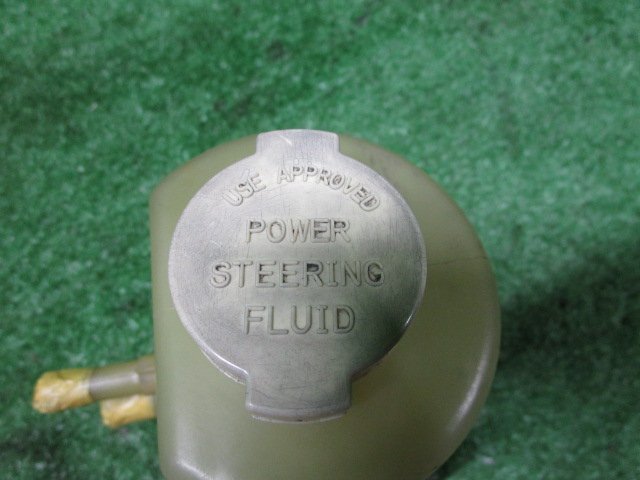 USE APPROVED
POWER
STEERING
FLUID